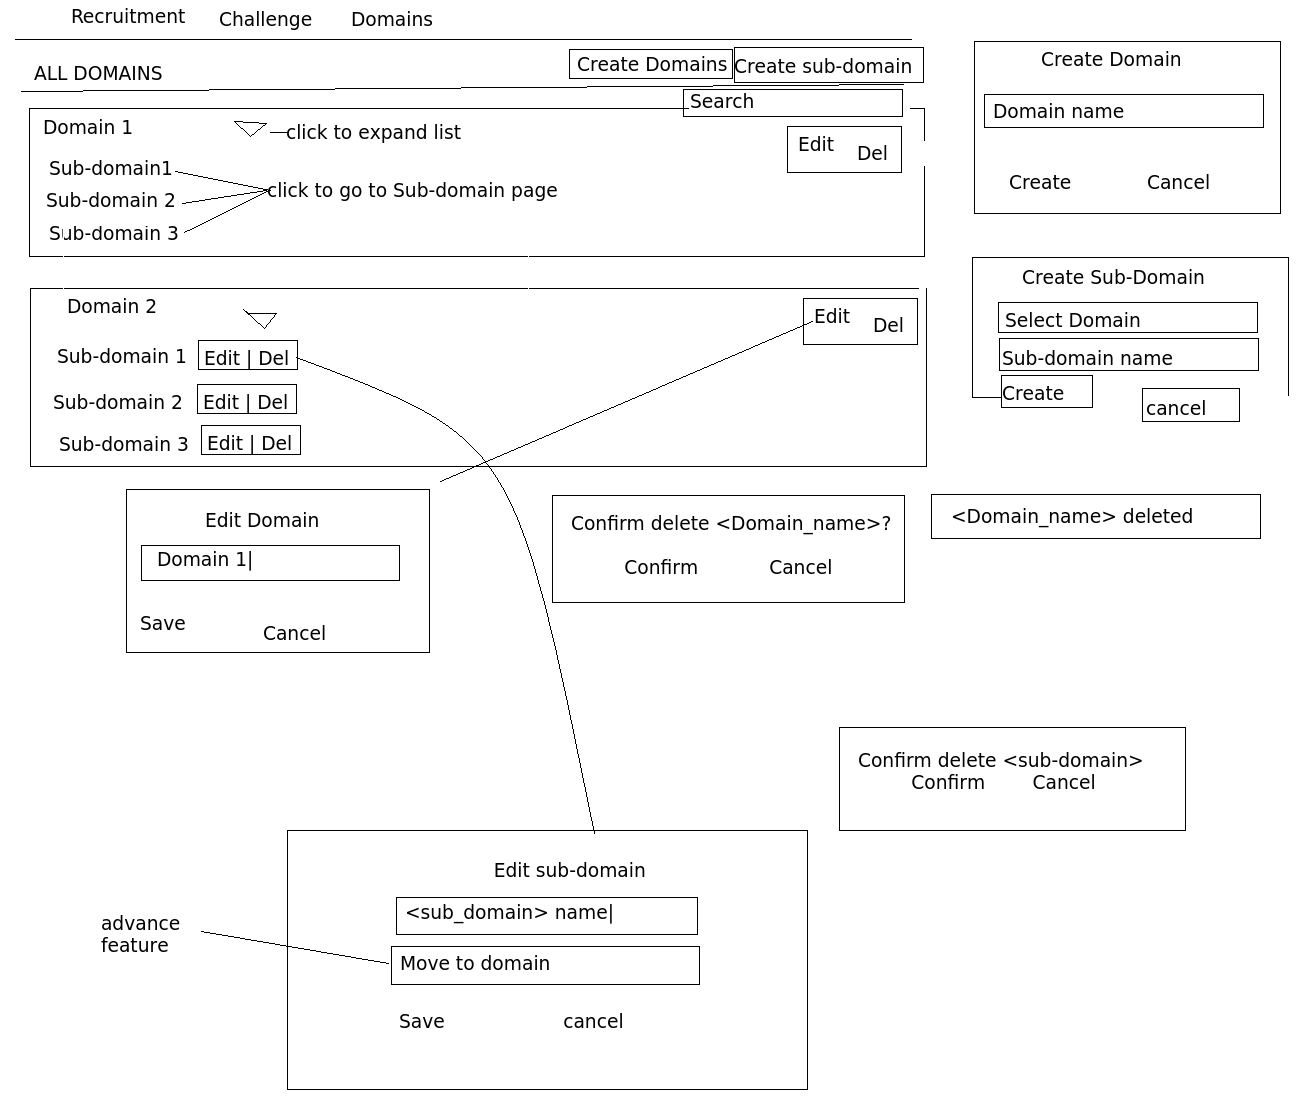 Recruitment Challenge Domains
ALL DOMAINS
Create Domains Create sub-domain
Search
Domain 1
click to expand list
Edit Del
Sub-domain1
Sub-domain 2
Sub-domain 3
click to go to Sub-domain page
Domain 2
Edit Del
Sub-domain 1 Edit | Del
Sub-domain 2 Edit | Del
Sub-domain 3 Edit | Del
Create Domain
Domain name
Create Cancel
Create Sub-Domain
Select Domain
Sub-domain name
Create cancel
Edit Domain
Domain 1|
Save Cancel
Confirm delete <Domain_name>?
Confirm Cancel
<Domain_name> deleted
Confirm delete <sub-domain>
Confirm Cancel
Edit sub-domain
<sub_domain> name|
Move to domain
Save cancel
advance
feature